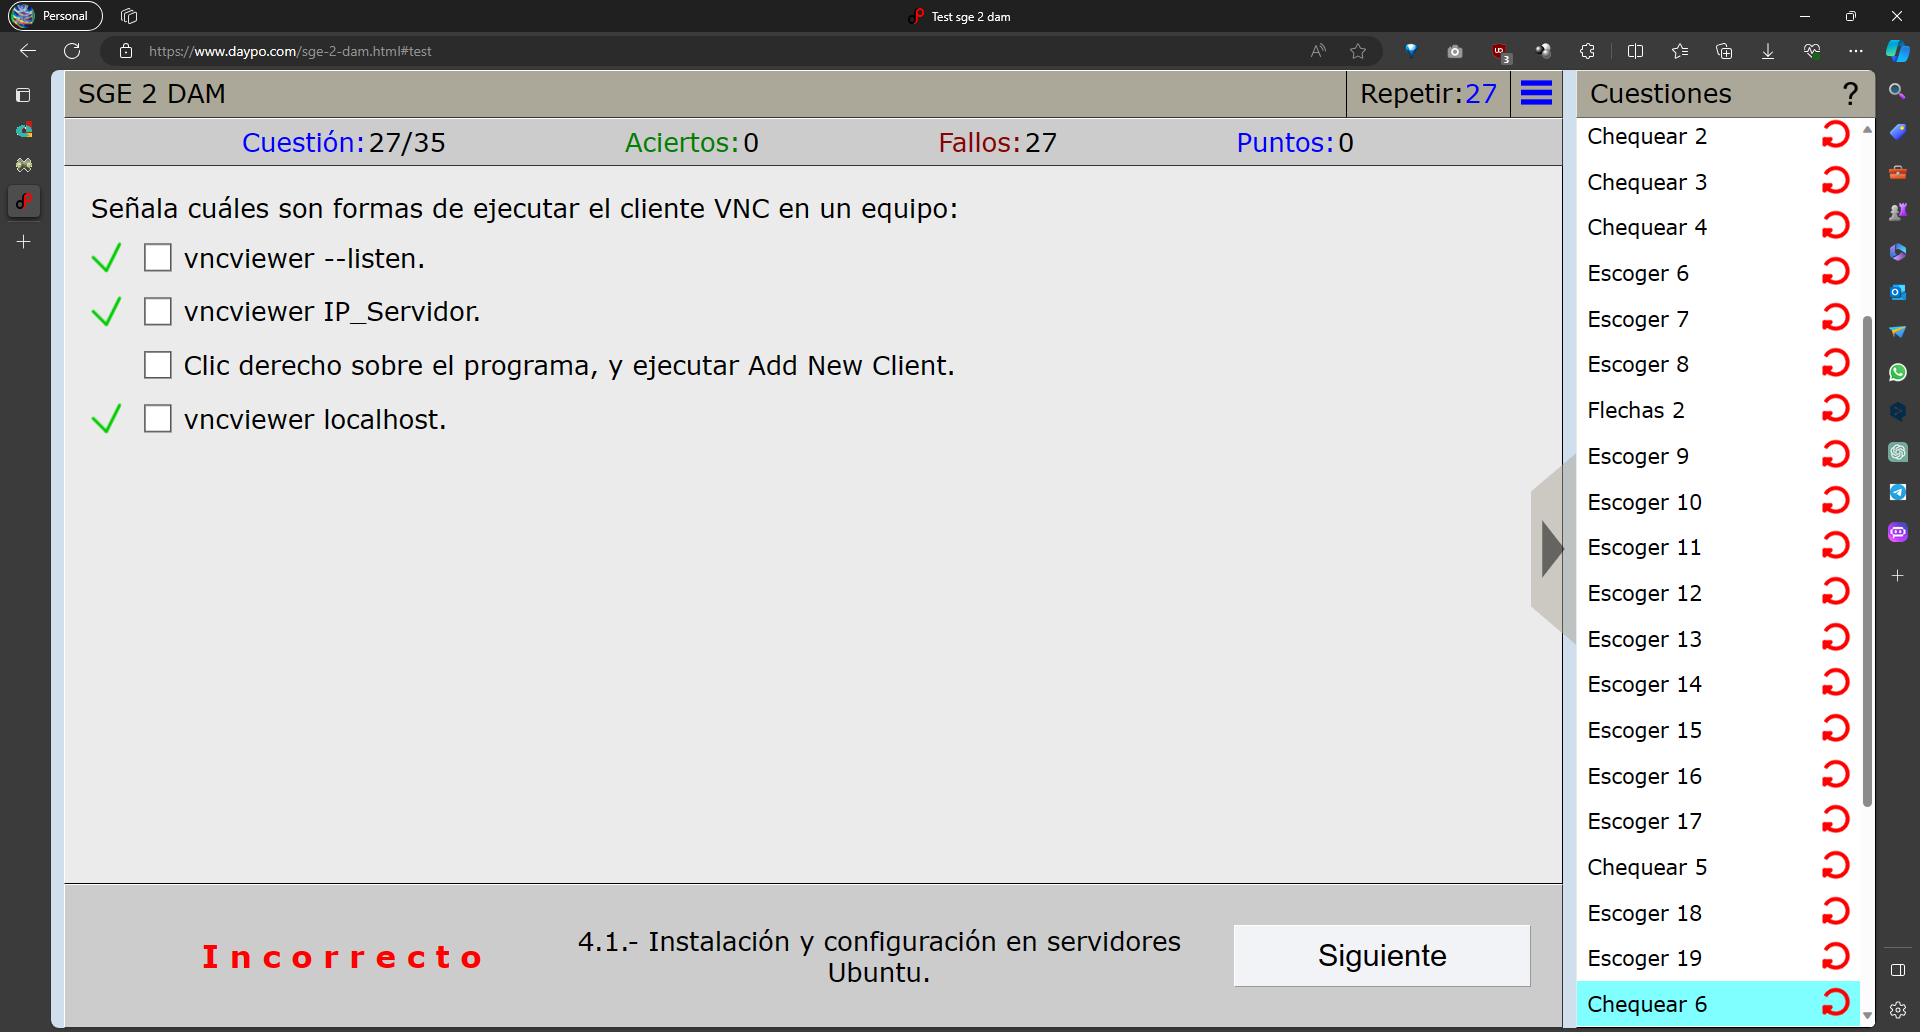 Personal
Test sge 2 dam
https://www.daypo.com/sge-2-dam.html#test
3
SGE 2 DAM
Repetir:27
Cuestión:27/35
Aciertos:0
Fallos:27
Puntos:0
Señala cuáles son formas de ejecutar el cliente VNC en un equipo:
vncviewer --listen.
vncviewer IP_Servidor.
Clic derecho sobre el programa, y ejecutar Add New Client.
vncviewer localhost.
Incorrecto
4.1.- Instalación y configuración en servidores
Ubuntu.
Siguiente
Cuestiones
?
Chequear 2
Chequear 3
Chequear 4
Escoger 6
Escoger 7
Escoger 8
Flechas 2
Escoger 9
Escoger 10
Escoger 11
Escoger 12
Escoger 13
Escoger 14
Escoger 15
Escoger 16
Escoger 17
Chequear 5
Escoger 18
Escoger 19
Chequear 6